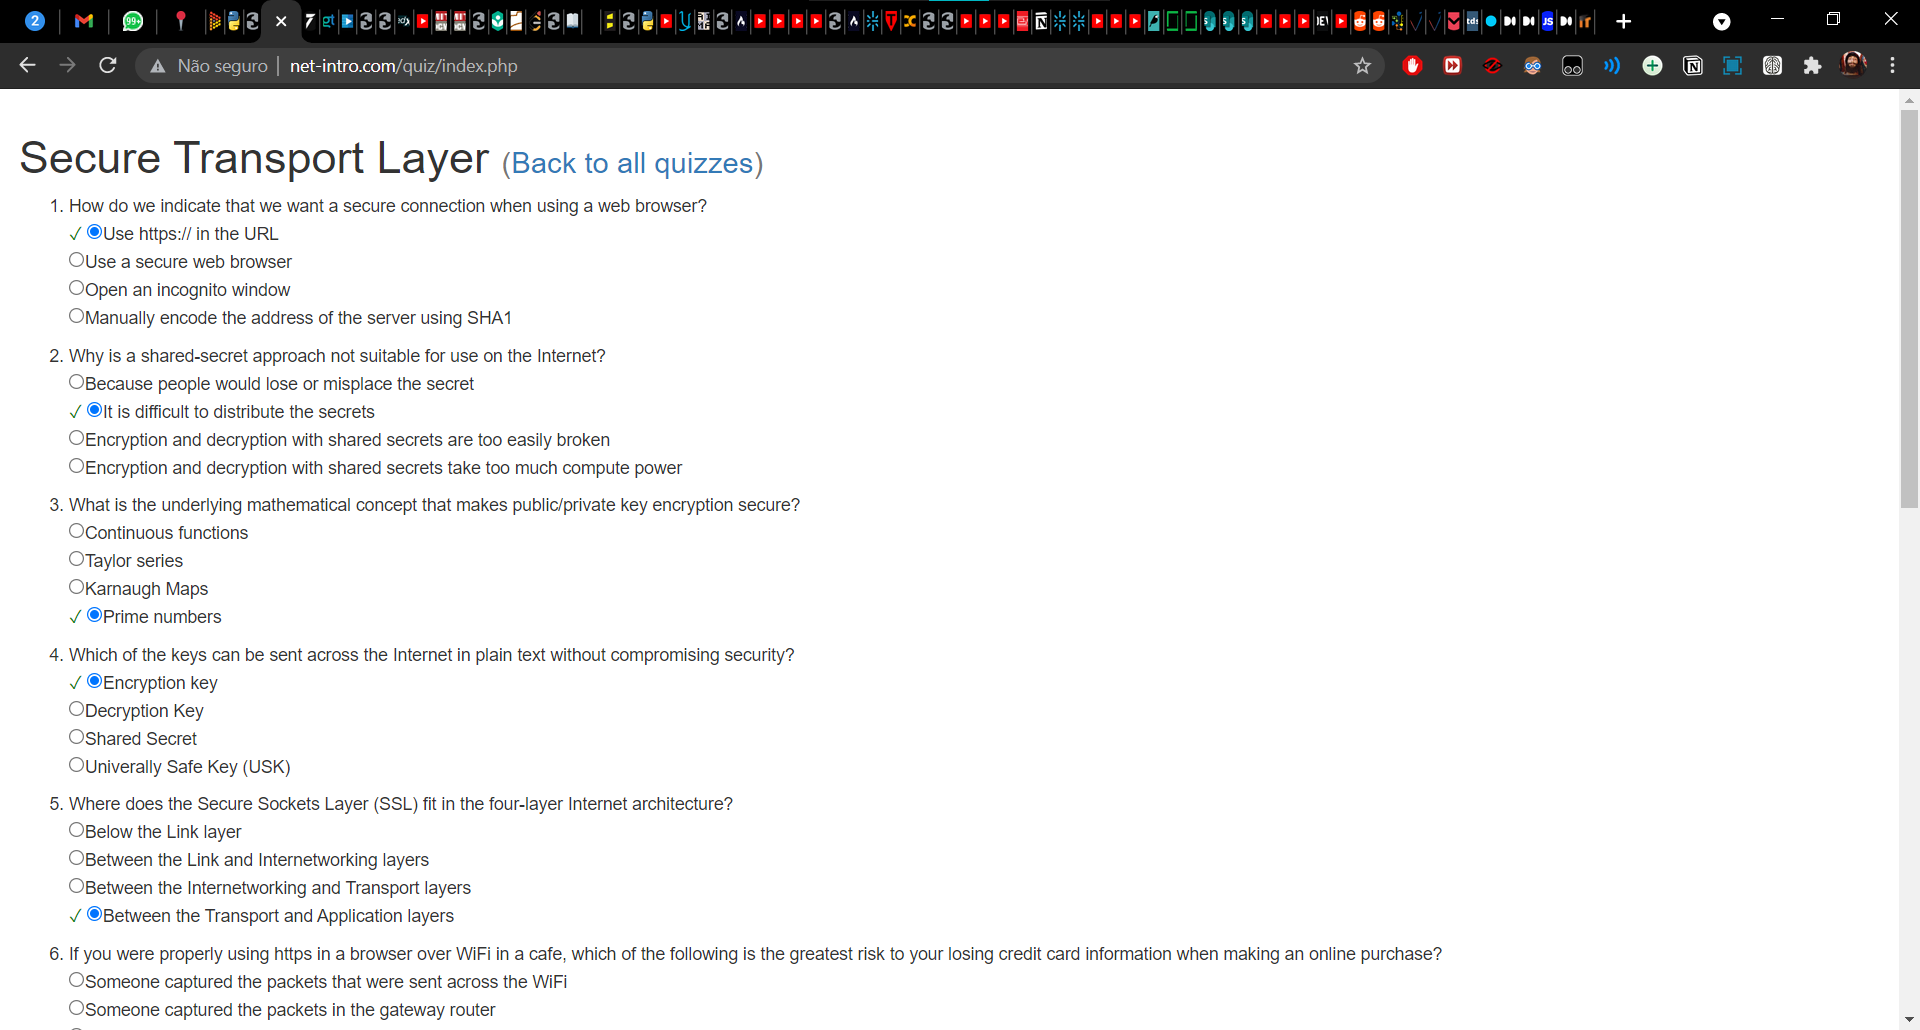 2
99+
Não seguro
net-intro.com/quiz/index.php
Secure Transport Layer (Back to all quizzes)
1. How do we indicate that we want a secure connection when using a web browser?
✓ Use https:// in the URL
Use a secure web browser
Open an incognito window
Manually encode the address of the server using SHA1
2. Why is a shared-secret approach not suitable for use on the Internet?
Because people would lose or misplace the secret
✓ It is difficult to distribute the secrets
Encryption and decryption with shared secrets are too easily broken
Encryption and decryption with shared secrets take too much compute power
3. What is the underlying mathematical concept that makes public/private key encryption secure?
Continuous functions
Taylor series
Karnaugh Maps
✓ Prime numbers
4. Which of the keys can be sent across the Internet in plain text without compromising security?
✓ Encryption key
Decryption Key
Shared Secret
Univerally Safe Key (USK)
5. Where does the Secure Sockets Layer (SSL) fit in the four-layer Internet architecture?
Below the Link layer
Between the Link and Internetworking layers
Between the Internetworking and Transport layers
✓ Between the Transport and Application layers
6. If you were properly using https in a browser over WiFi in a cafe, which of the following is the greatest risk to your losing credit card information when making an online purchase?
Someone captured the packets that were sent across the WiFi
Someone captured the packets in the gateway router